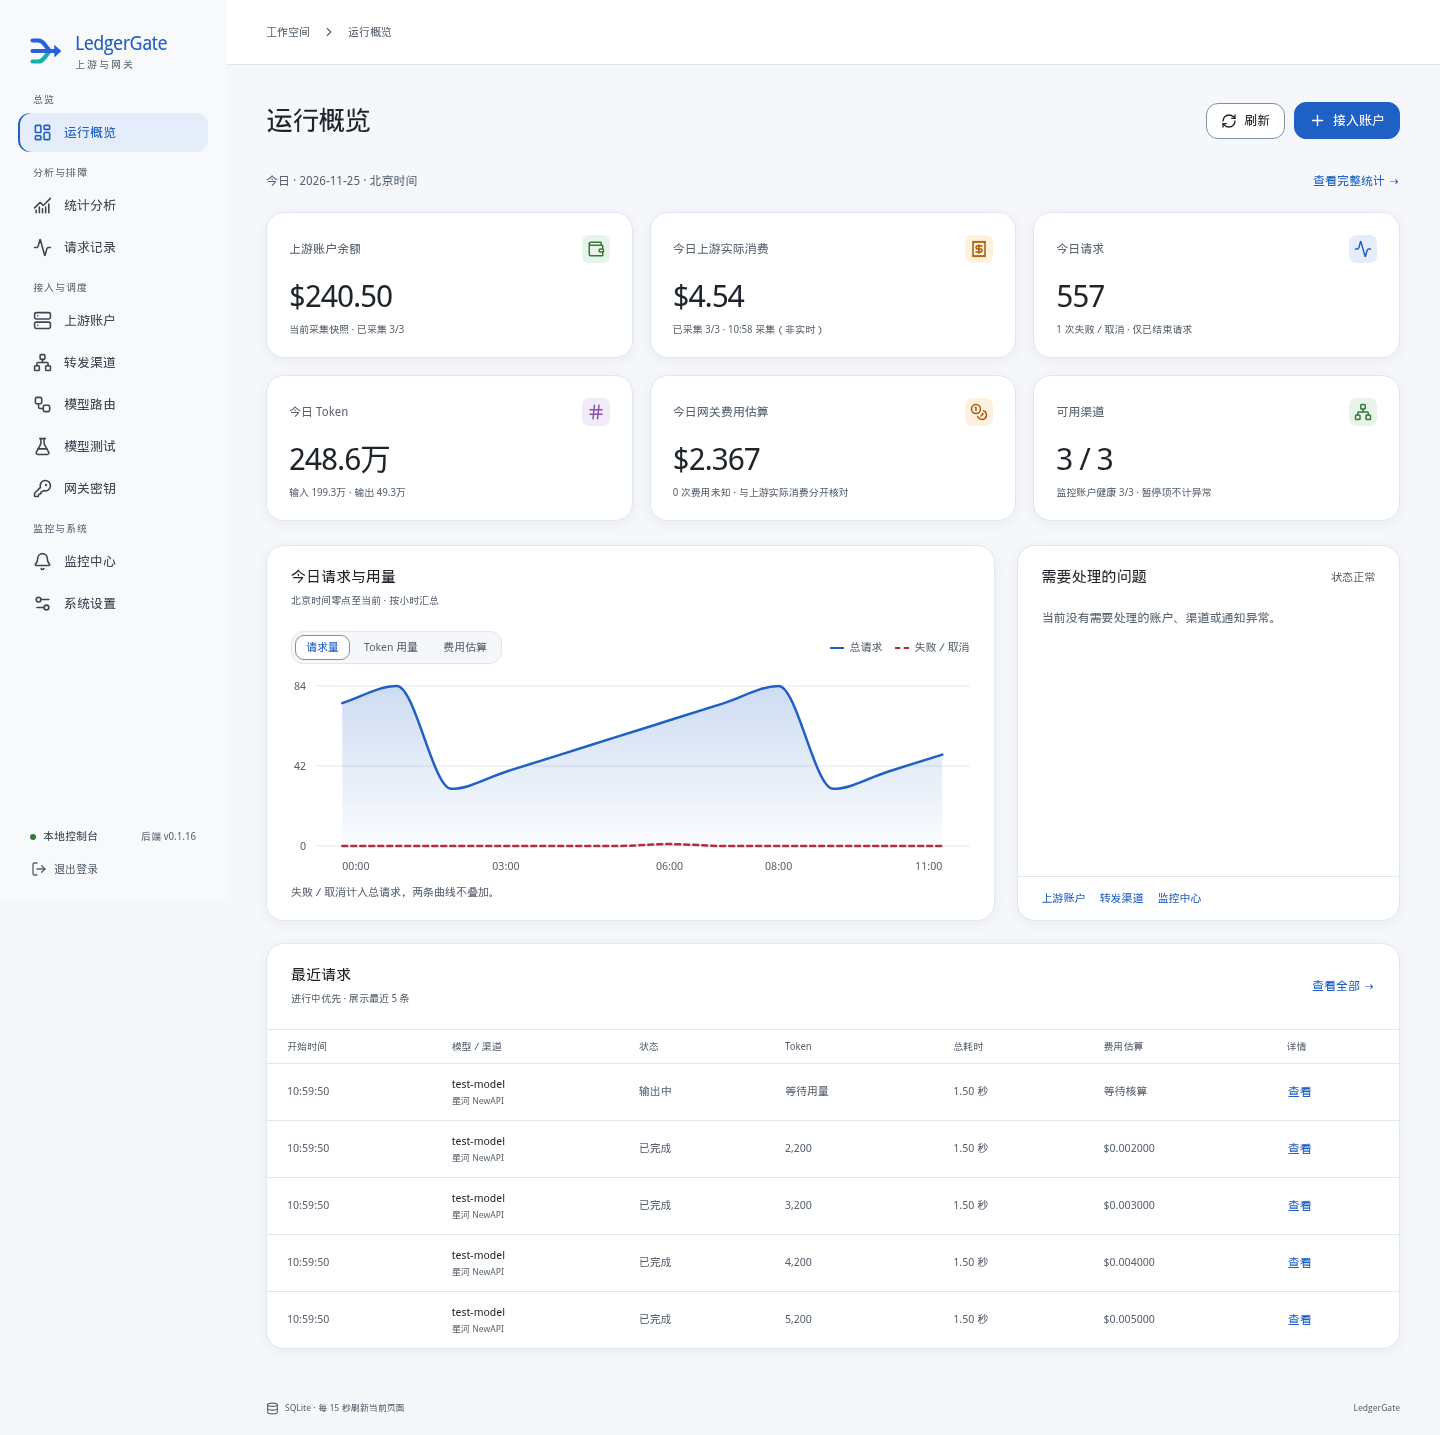 LedgerGate
上游与网关
总览
运行概览
分析与排障
统计分析
请求记录
接入与调度
上游账户
转发渠道
模型路由
模型测试
网关密钥
监控与系统
监控中心
系统设置
本地控制台 后端 v0.1.16
退出登录
工作空间 运行概览
运行概览
刷新 接入账户
今日 · 2026-11-25 · 北京时间 查看完整统计 →
上游账户余额
$240.50
当前采集快照 · 已采集 3/3
今日上游实际消费
$4.54
已采集 3/3 · 10:58 采集（非实时）
今日请求
557
1 次失败 / 取消 · 仅已结束请求
今日 Token
248.6万
输入 199.3万 · 输出 49.3万
今日网关费用估算
$2.367
0 次费用未知 · 与上游实际消费分开核对
可用渠道
3 / 3
监控账户健康 3/3 · 暂停项不计异常
今日请求与用量
北京时间零点至当前 · 按小时汇总
请求量 Token 用量 费用估算 总请求 失败 / 取消
84
42
0
00:00 03:00 06:00 08:00 11:00
失败 / 取消计入总请求，两条曲线不叠加。
需要处理的问题 状态正常
当前没有需要处理的账户、渠道或通知异常。
上游账户 转发渠道 监控中心
最近请求
进行中优先 · 展示最近 5 条
查看全部 →
开始时间 模型 / 渠道 状态 Token 总耗时 费用估算 详情
10:59:50 test-model 输出中 等待用量 1.50 秒 等待核算 查看
星河 NewAPI
10:59:50 test-model 已完成 2,200 1.50 秒 $0.002000 查看
星河 NewAPI
10:59:50 test-model 已完成 3,200 1.50 秒 $0.003000 查看
星河 NewAPI
10:59:50 test-model 已完成 4,200 1.50 秒 $0.004000 查看
星河 NewAPI
10:59:50 test-model 已完成 5,200 1.50 秒 $0.005000 查看
星河 NewAPI
SQLite · 每 15 秒刷新当前页面 LedgerGate